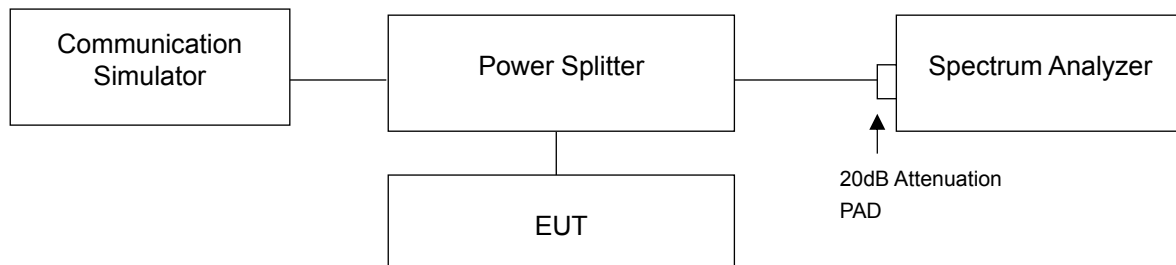 Communication
Simulator
Power Splitter
Spectrum Analyzer
20dB Attenuation
PAD
EUT